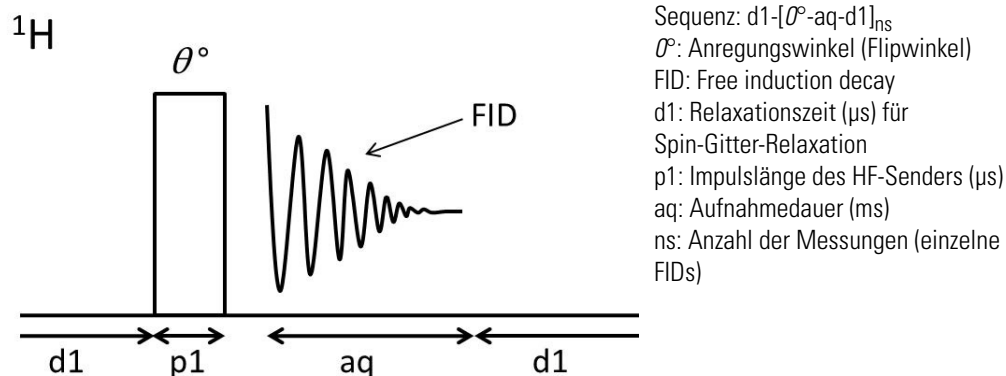 ¹H
θ°
FID
d1
p1
aq
d1
Sequenz: d1-[θ°-aq-d1]ns
θ°: Anregungswinkel (Flipwinkel)
FID: Free induction decay
d1: Relaxationszeit (µs) für
Spin-Gitter-Relaxation
p1: Impulslänge des HF-Senders (µs)
aq: Aufnahmedauer (ms)
ns: Anzahl der Messungen (einzelne
FIDs)